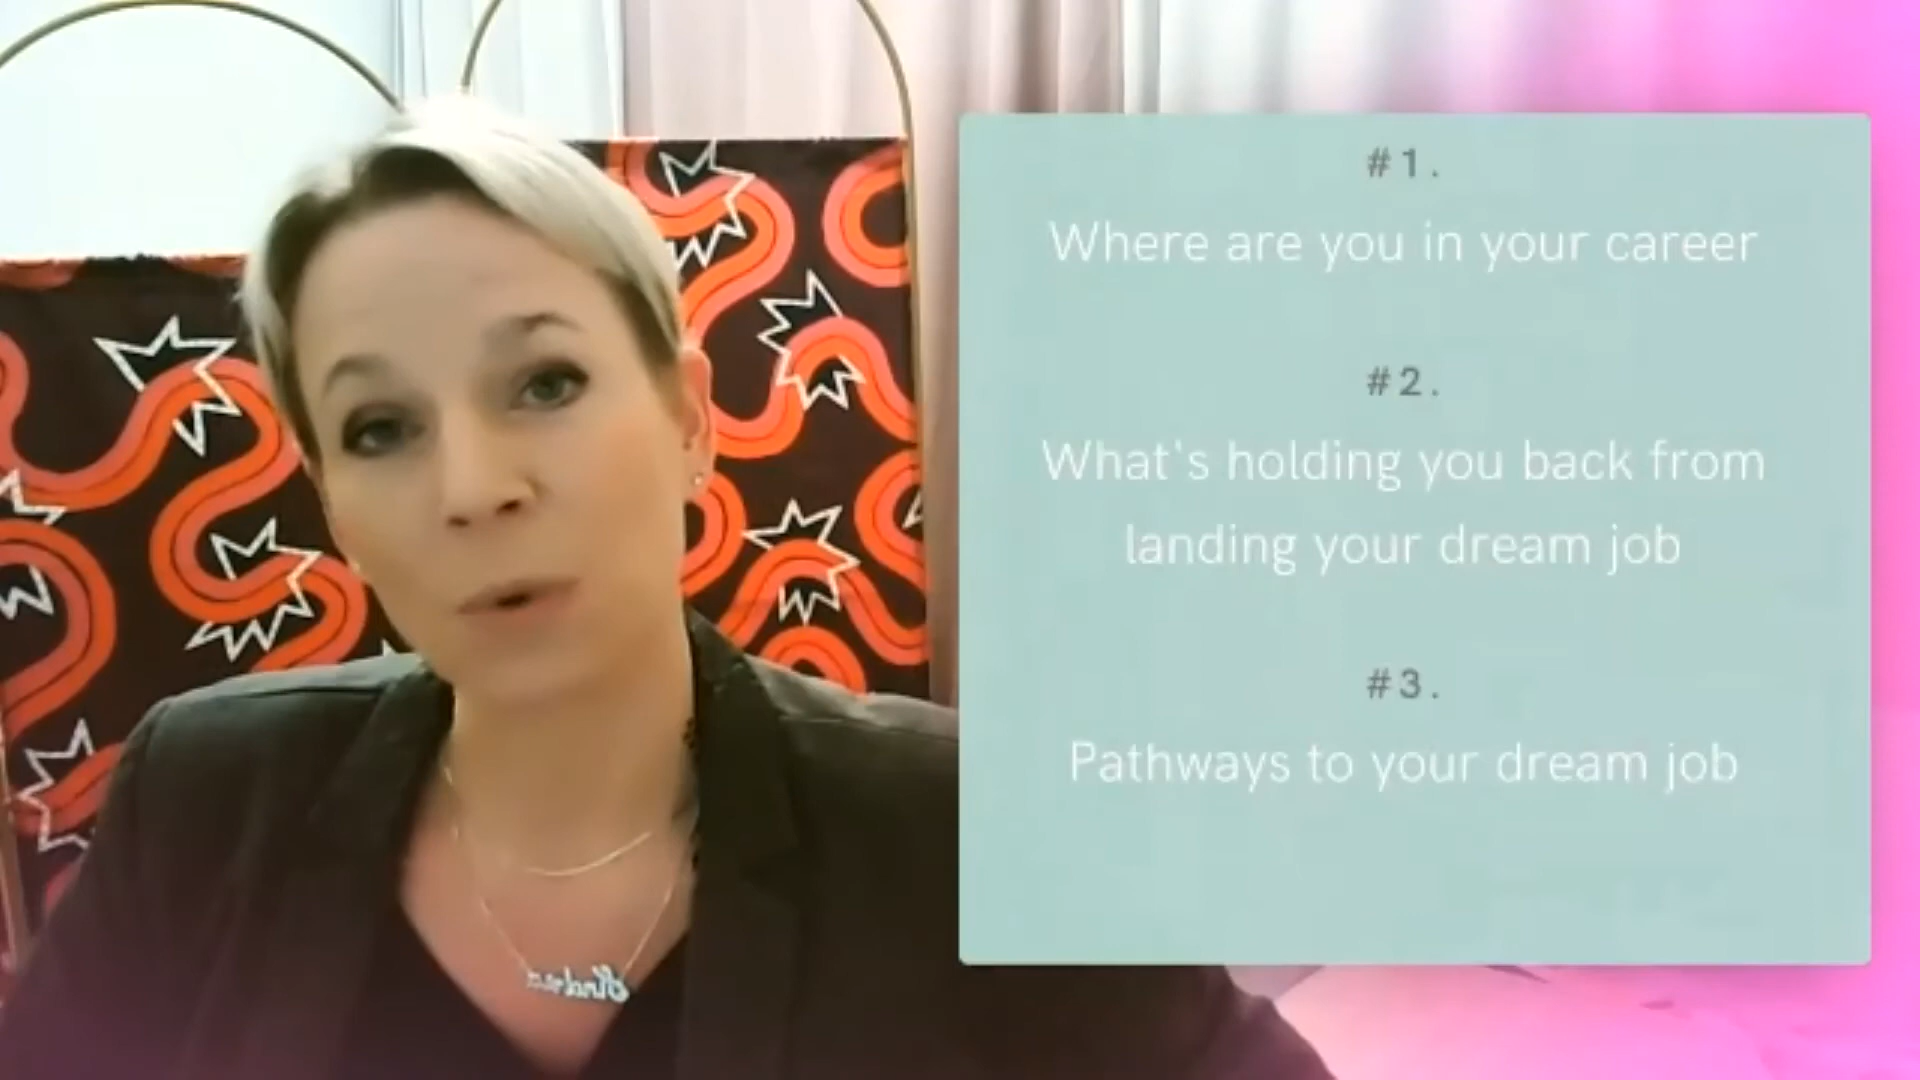 #1.
Where are you in your career
#2.
What's holding you back from
landing your dream job
#3.
Pathways to your dream job
Andrea